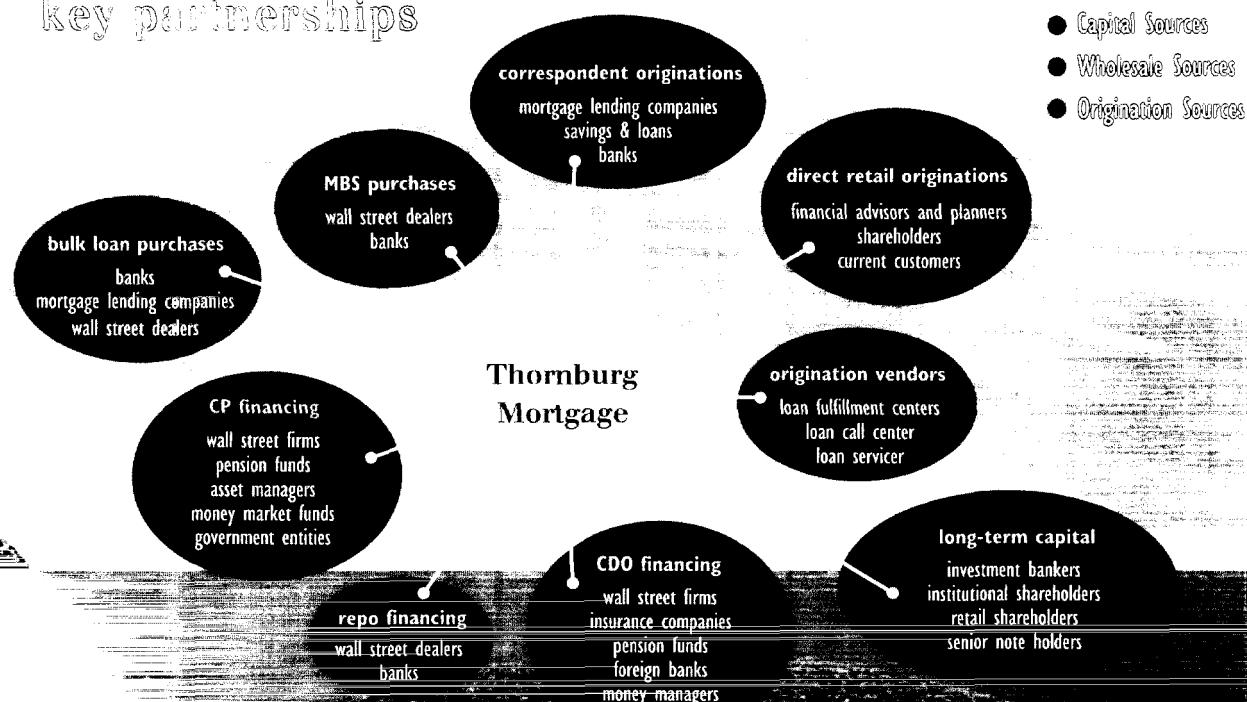 key partnerships
Capital Sources
Wholesale Sources
Origination Sources
correspondent originations
mortgage lending companies
savings & loans
banks
MBS purchases
wall street dealers
banks
direct retail originations
financial advisors and planners
shareholders
current customers
bulk loan purchases
banks
mortgage lending companies
wall street dealers
Thornburg
Mortgage
origination vendors
loan fulfillment centers
loan call center
loan servicer
CP financing
wall street firms
pension funds
asset managers
money market funds
government entities
repo financing
wall street dealers
banks
CDO financing
wall street firms
insurance companies
pension funds
foreign banks
money managers
long-term capital
investment bankers
institutional shareholders
retail shareholders
senior note holders